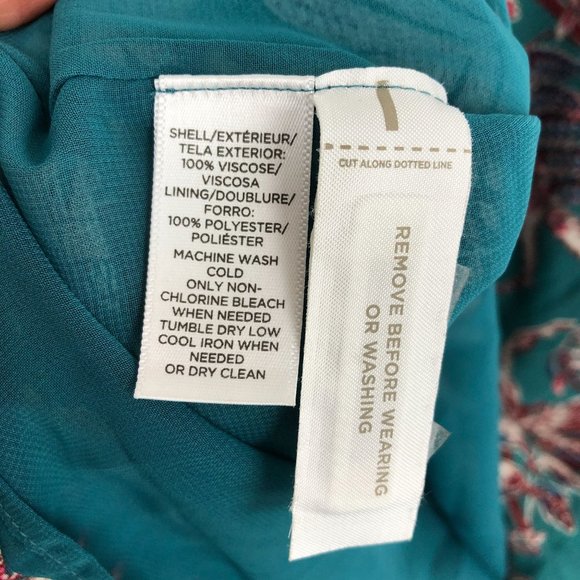 SHELL/EXTÉRIEUR/
TELA EXTERIOR:
100% VISCOSE/
VISCOSA
LINING/DOUBLURE/
FORRO:
100% POLYESTER/
POLIÉSTER
MACHINE WASH
COLD
ONLY NON-
CHLORINE BLEACH
WHEN NEEDED
TUMBLE DRY LOW
COOL IRON WHEN
NEEDED
OR DRY CLEAN
CUT ALONG DOTTED LINE
REMOVE BEFORE WEARING
OR WASHING